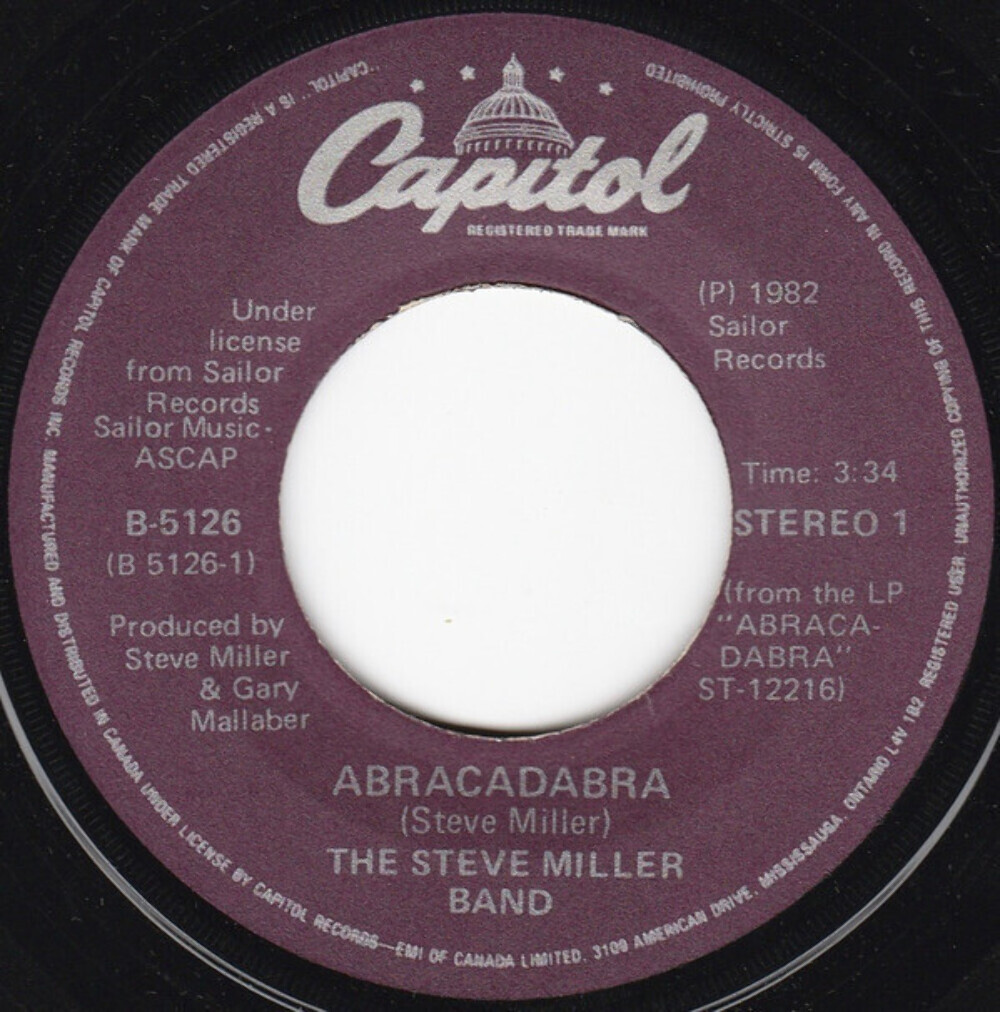 Capitol
REGISTERED TRADE MARK
Under
license
from Sailor
Records
Sailor Music-
ASCAP
B-5126
(B 5126-1)
Produced by
Steve Miller
& Gary
Mallaber
(P) 1982
Sailor
Records
Time: 3:34
STEREO 1
(from the LP
"ABRACA-
DABRA"
ST-12216)
ABRACADABRA
(Steve Miller)
THE STEVE MILLER
BAND
"CAPITOL" IS A REGISTERED TRADE MARK OF CAPITOL RECORDS INC. MANUFACTURED AND DISTRIBUTED IN CANADA UNDER LICENSE BY CAPITOL RECORDS—EMI OF CANADA LIMITED. 3109 AMERICAN DRIVE, MISSISSAUGA, ONTARIO L4V 1B2. REGISTERED USER. UNAUTHORIZED COPYING OF THIS RECORD IN ANY FORM IS STRICTLY PROHIBITED